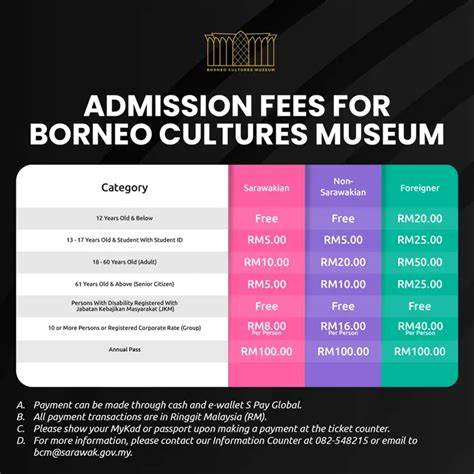 BORNEO CULTURES MUSEUM
ADMISSION FEES FOR
BORNEO CULTURES MUSEUM
Category Sarawakian Non-Sarawakian Foreigner
12 Years Old & Below Free Free RM20.00
13 - 17 Years Old & Student With Student ID RM5.00 RM5.00 RM25.00
18 - 60 Years Old (Adult) RM10.00 RM20.00 RM50.00
61 Years Old & Above (Senior Citizen) RM5.00 RM10.00 RM25.00
Persons With Disability Registered With
Jabatan Kebajikan Masyarakat (JKM) Free Free Free
10 or More Persons or Registered Corporate Rate (Group) RM8.00 Per Person RM16.00 Per Person RM40.00 Per Person
Annual Pass RM100.00 RM100.00 RM100.00
A. Payment can be made through cash and e-wallet S Pay Global.
B. All payment transactions are in Ringgit Malaysia (RM).
C. Please show your MyKad or passport upon making a payment at the ticket counter.
D. For more information, please contact our Information Counter at 082-548215 or email to
bcm@sarawak.gov.my.